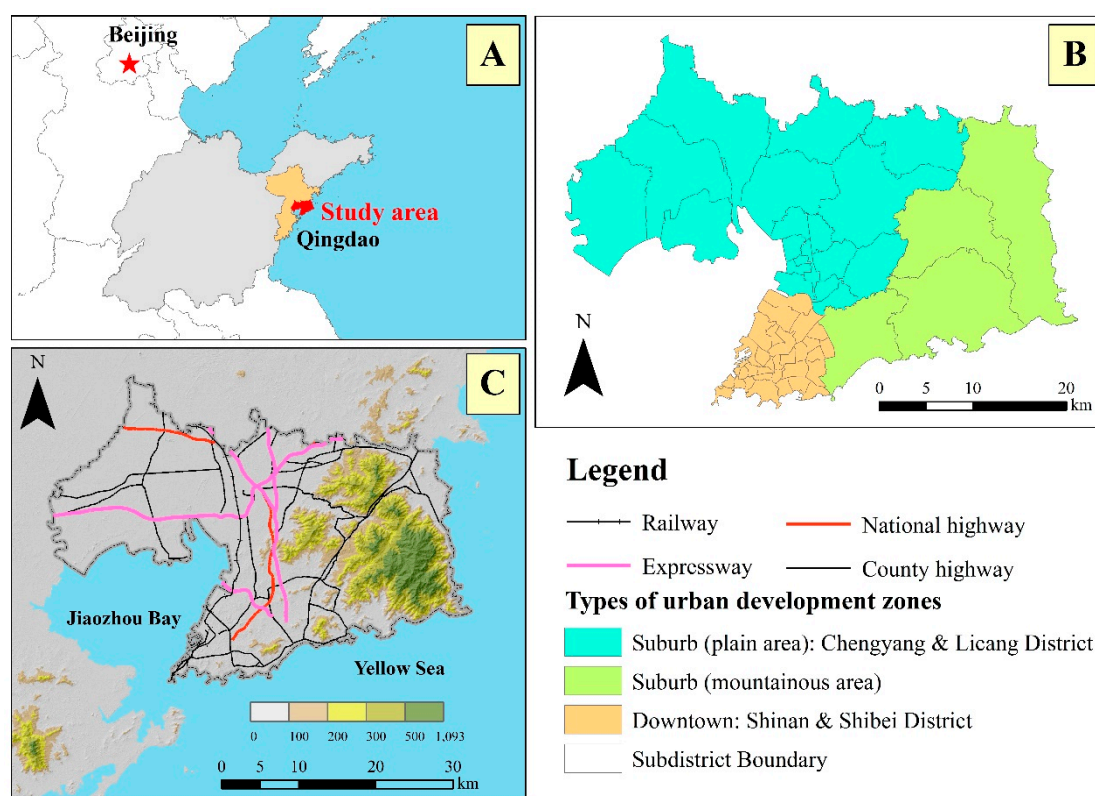 Beijing
A
Study area
Qingdao
B
N
0 5 10 20
km
N
C
Jiaozhou Bay
Yellow Sea
0 100 200 300 500 1,093
0 5 10 20 30
km
Legend
Railway
National highway
Expressway
County highway
Types of urban development zones
Suburb (plain area): Chengyang & Licang District
Suburb (mountainous area)
Downtown: Shinan & Shibei District
Subdistrict Boundary